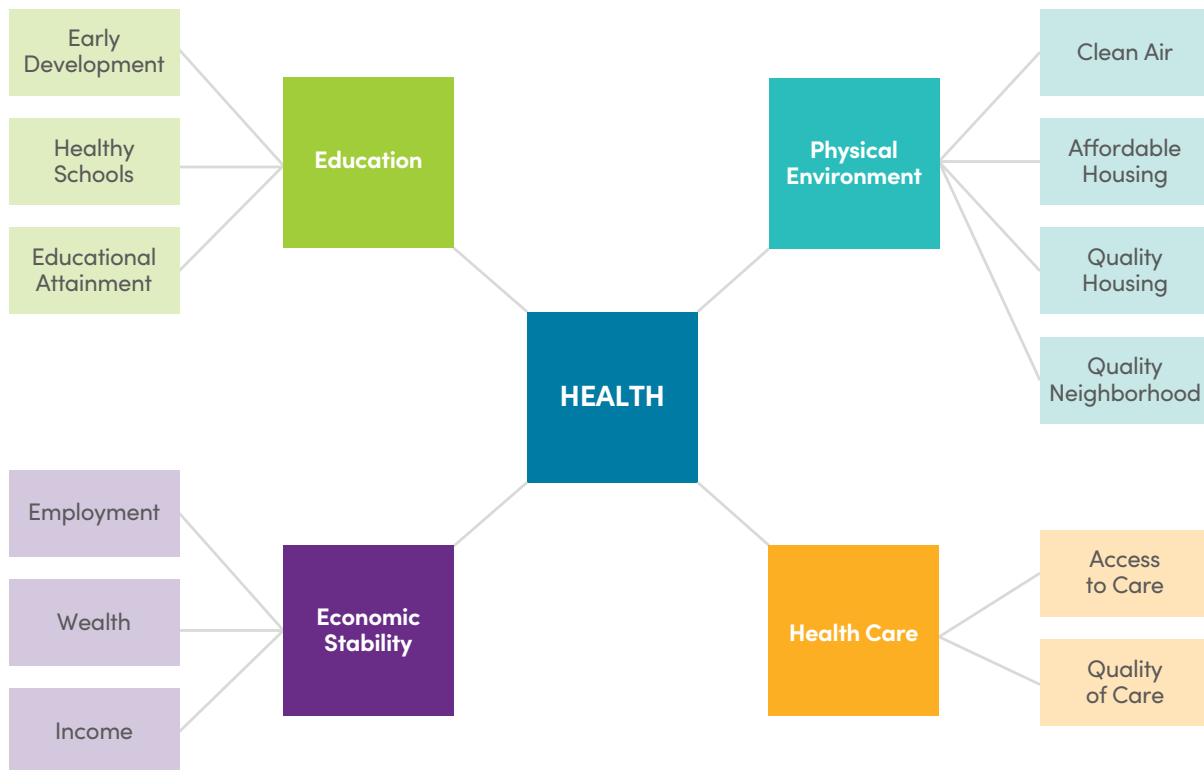 Early
Development
Healthy
Schools
Educational
Attainment
Education
Physical
Environment
Clean Air
Affordable
Housing
Quality
Housing
Quality
Neighborhood
HEALTH
Employment
Wealth
Income
Economic
Stability
Health Care
Access
to Care
Quality
of Care